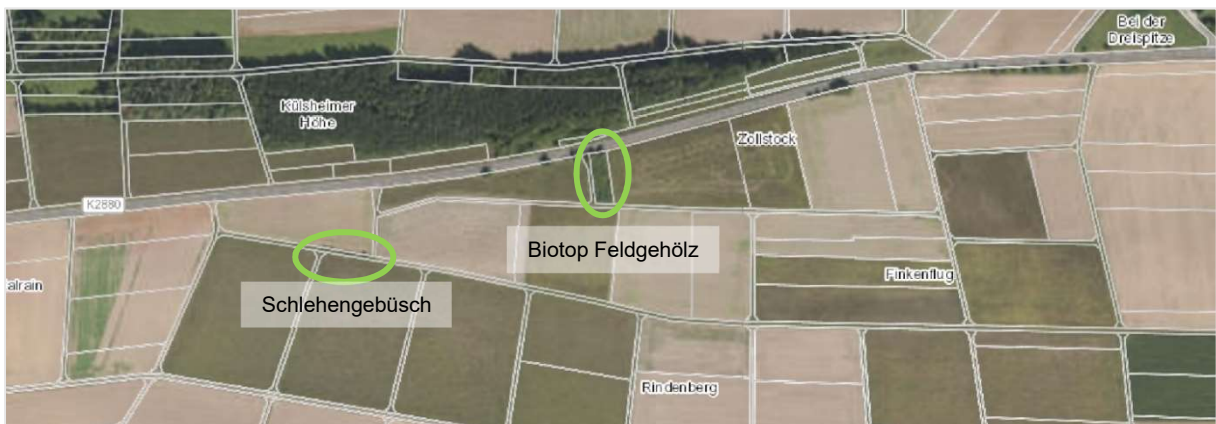 Bei der
Dreispitze
Külsheimer
Höhe
Zollstock
K2880
Biotop Feldgehölz
Finkenflug
alrain
Schlehengebüsch
Rindenberg